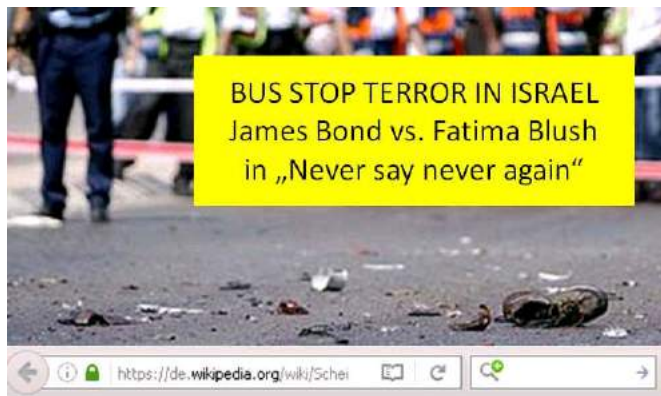 BUS STOP TERROR IN ISRAEL
James Bond vs. Fatima Blush
in „Never say never again“
https://de.wikipedia.org/wiki/Schei